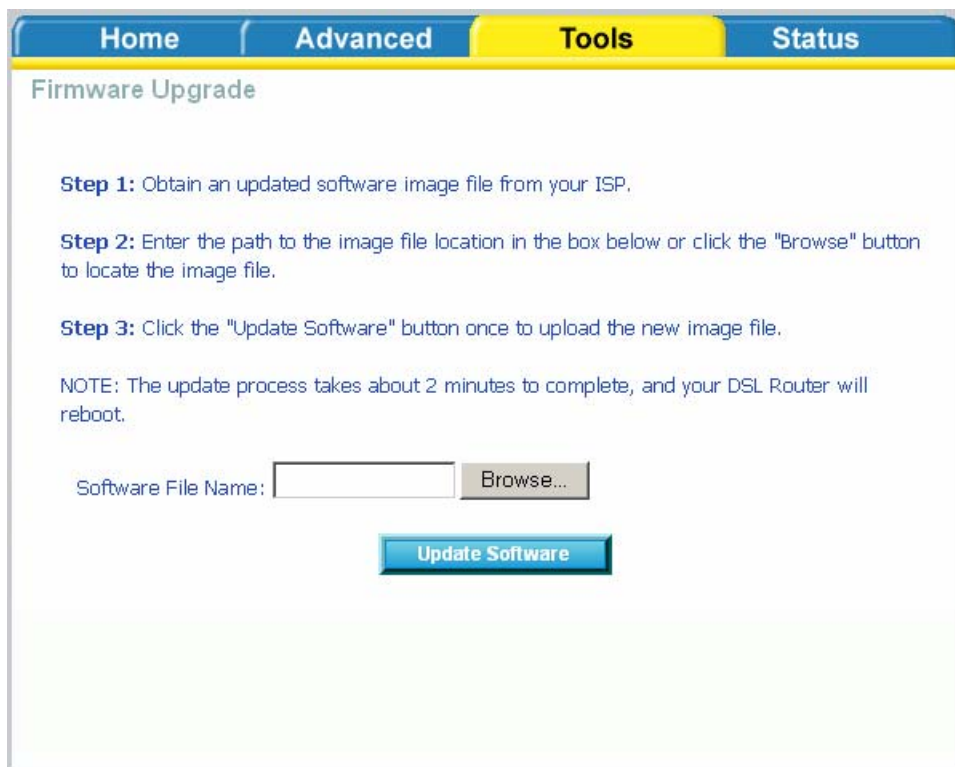 Home Advanced Tools Status
Firmware Upgrade
Step 1: Obtain an updated software image file from your ISP.
Step 2: Enter the path to the image file location in the box below or click the "Browse" button
to locate the image file.
Step 3: Click the "Update Software" button once to upload the new image file.
NOTE: The update process takes about 2 minutes to complete, and your DSL Router will
reboot.
Software File Name: Browse...
Update Software